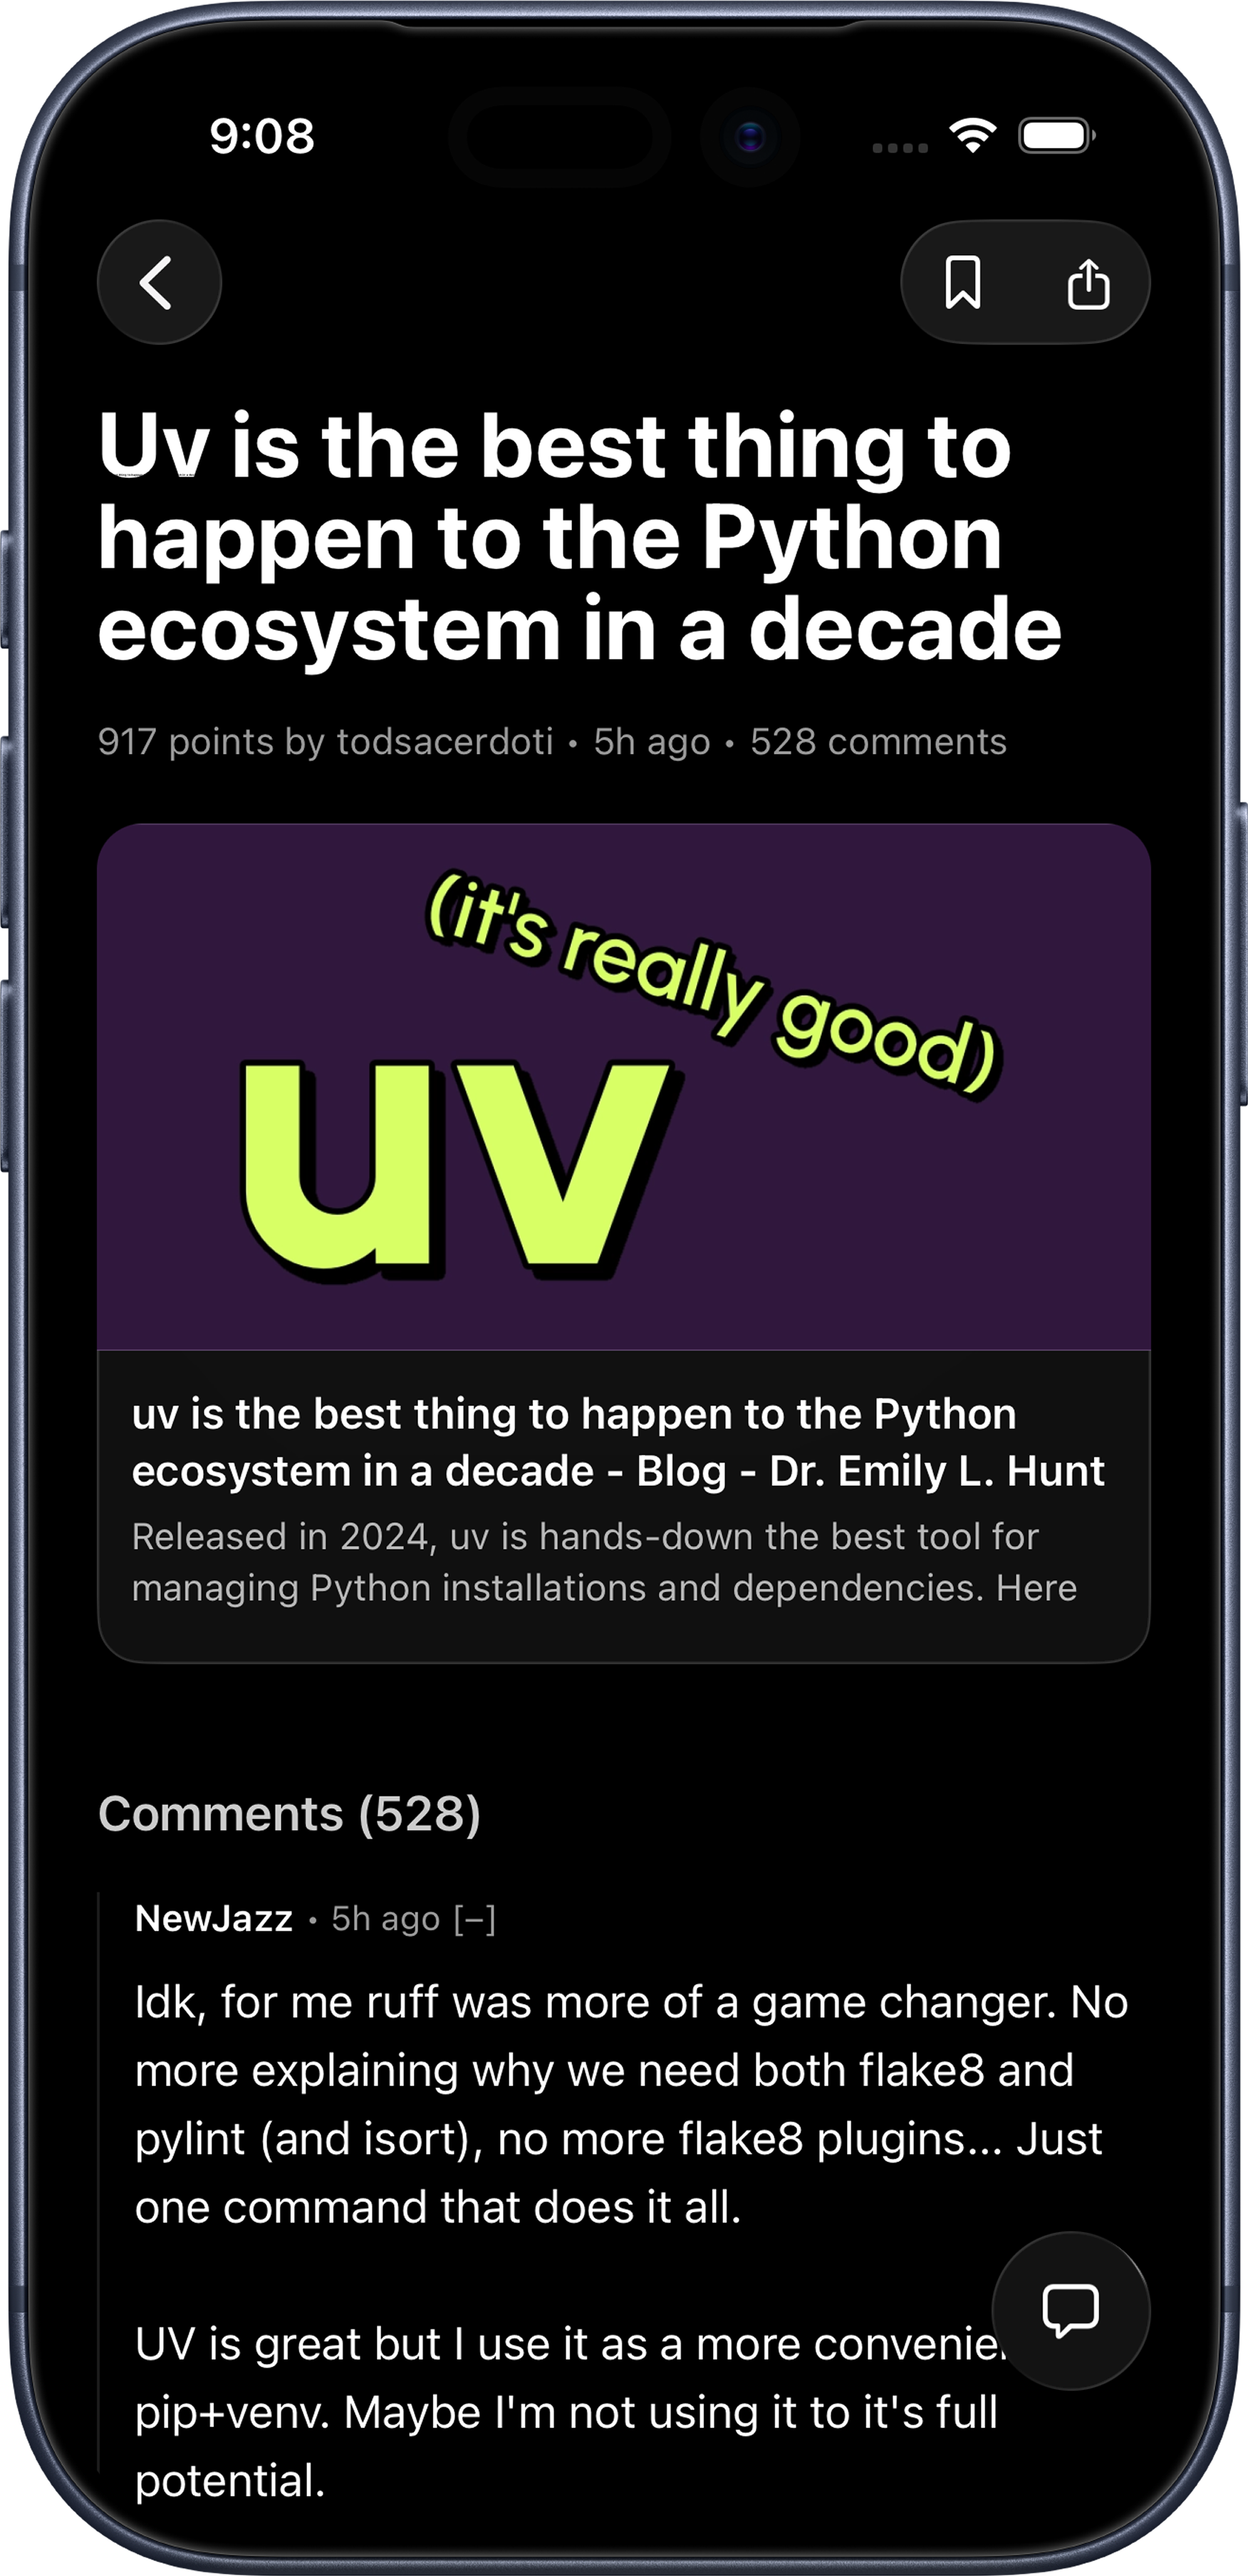 9:08
Uv is the best thing to
happen to the Python
ecosystem in a decade
917 points by todsacerdoti • 5h ago • 528 comments
(it's really good)
uv
uv is the best thing to happen to the Python
ecosystem in a decade - Blog - Dr. Emily L. Hunt
Released in 2024, uv is hands-down the best tool for
managing Python installations and dependencies. Here
Comments (528)
NewJazz • 5h ago [–]
Idk, for me ruff was more of a game changer. No
more explaining why we need both flake8 and
pylint (and isort), no more flake8 plugins... Just
one command that does it all.
UV is great but I use it as a more
pip+venv. Maybe I'm not using it to it's full
potential.